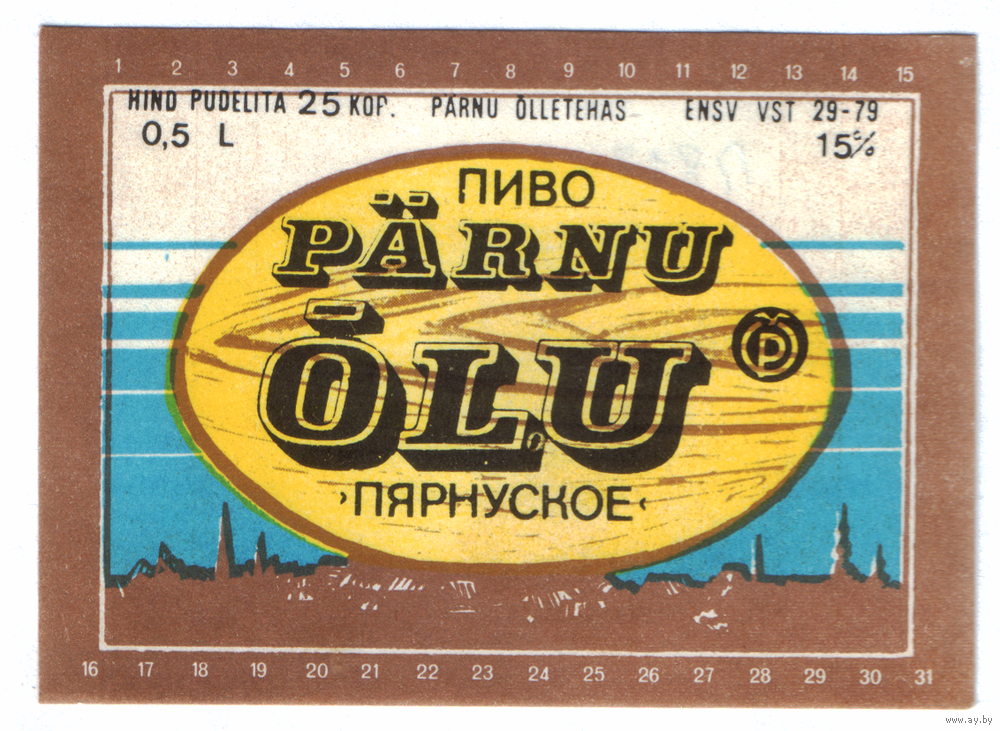 1 2 3 4 5 6 7 8 9 10 11 12 13 14 15
HIND PUDELITA 25 KOP. PÄRNU ÕLLETEHAS ENSV VST 29-79
0,5 L 15%
ПИВО
PÄRNU
ÕLU
P
›ПЯРНУСКОЕ‹
16 17 18 19 20 21 22 23 24 25 26 27 28 29 30 31
www.ay.by